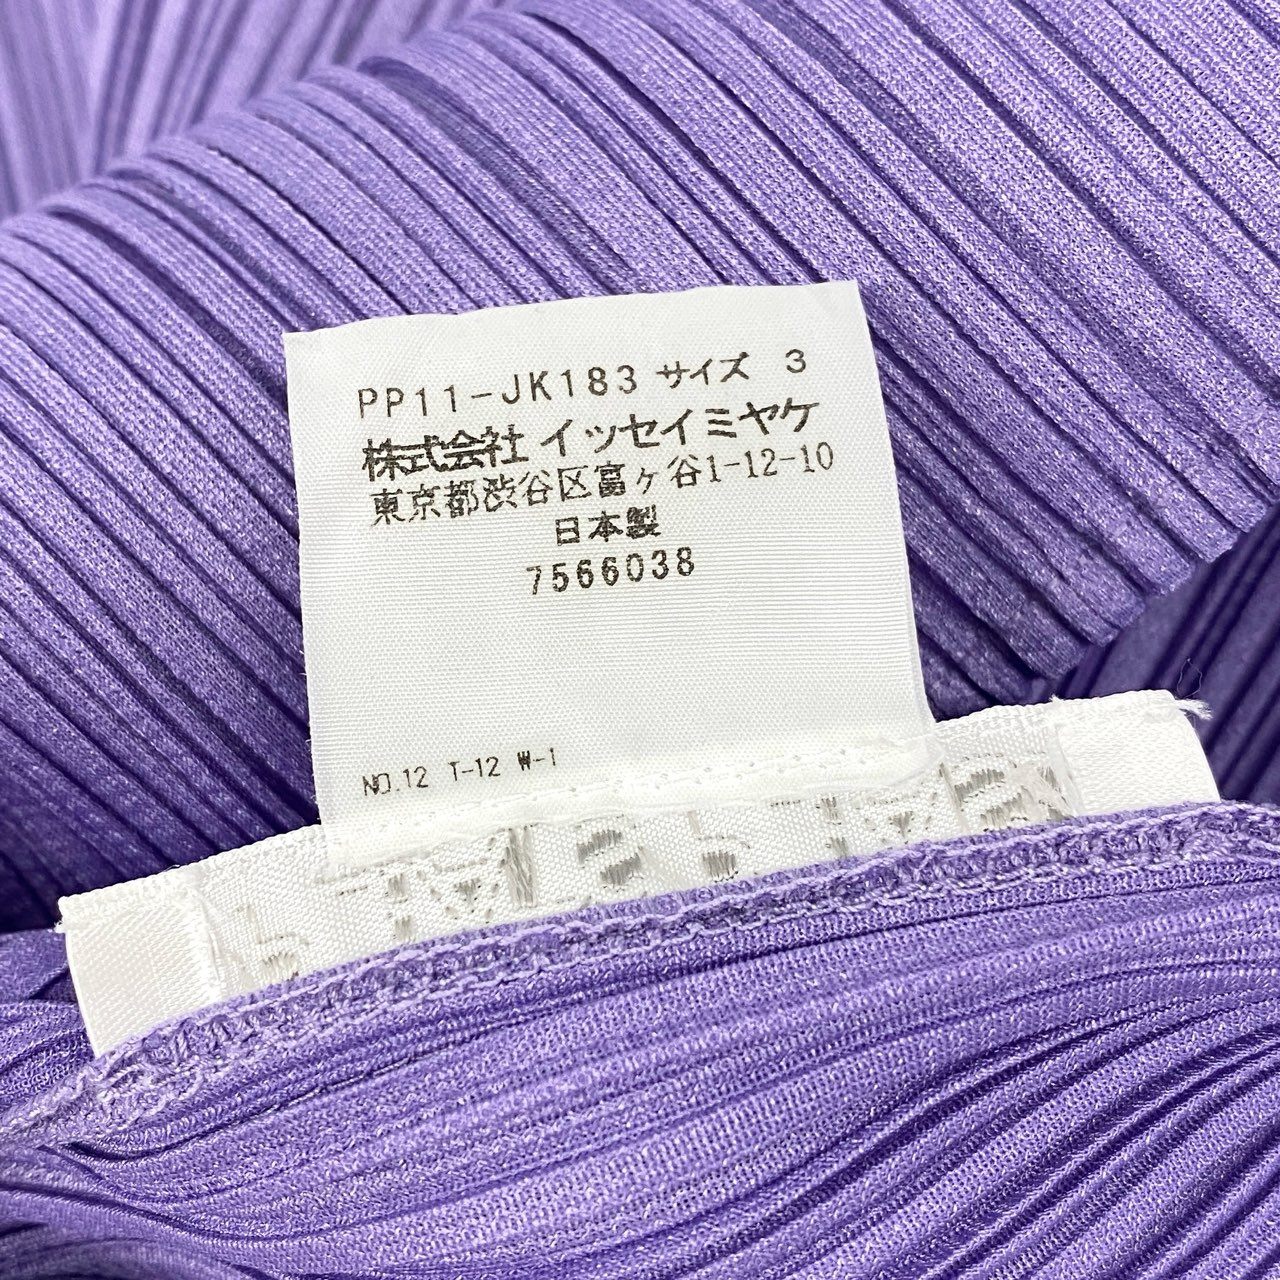 PP11-JK183 サイズ 3
株式会社 イッセイミヤケ
東京都渋谷区富ヶ谷1-12-10
日本製
7566038
NO.12 T-12 W-1